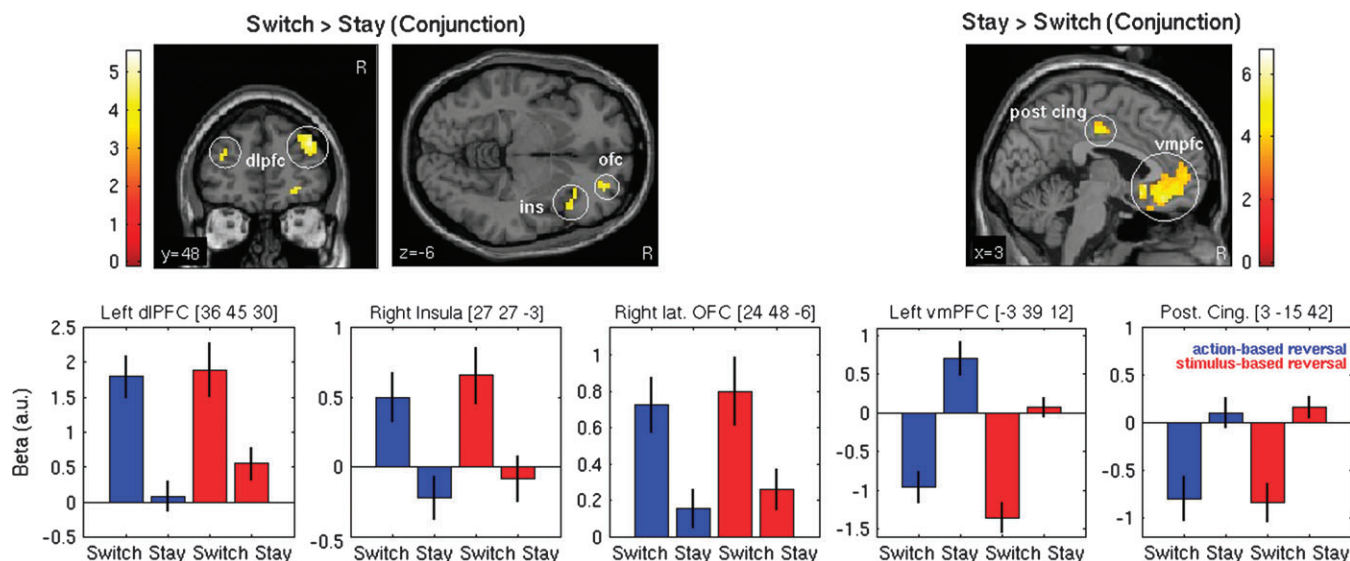 Switch > Stay (Conjunction)
Stay > Switch (Conjunction)
5
4
3
2
1
0
R
dlpfc
y=48
ofc
ins
z=-6
R
post cing
vmpfc
x=3
R
6
4
2
0
Left dlPFC [36 45 30]
Right Insula [27 27 -3]
Right lat. OFC [24 48 -6]
Left vmPFC [-3 39 12]
Post. Cing. [3 -15 42]
Beta (a.u.)
2.5
2
1.5
1
0.5
0
0.5
Switch Stay Switch Stay
1
0.5
0
-0.5
Switch Stay Switch Stay
1
0.8
0.6
0.4
0.2
0
Switch Stay Switch Stay
1
0.5
0
-0.5
-1
-1.5
Switch Stay Switch Stay
1
0.5
0
-0.5
-1
action-based reversal
stimulus-based reversal
Switch Stay Switch Stay